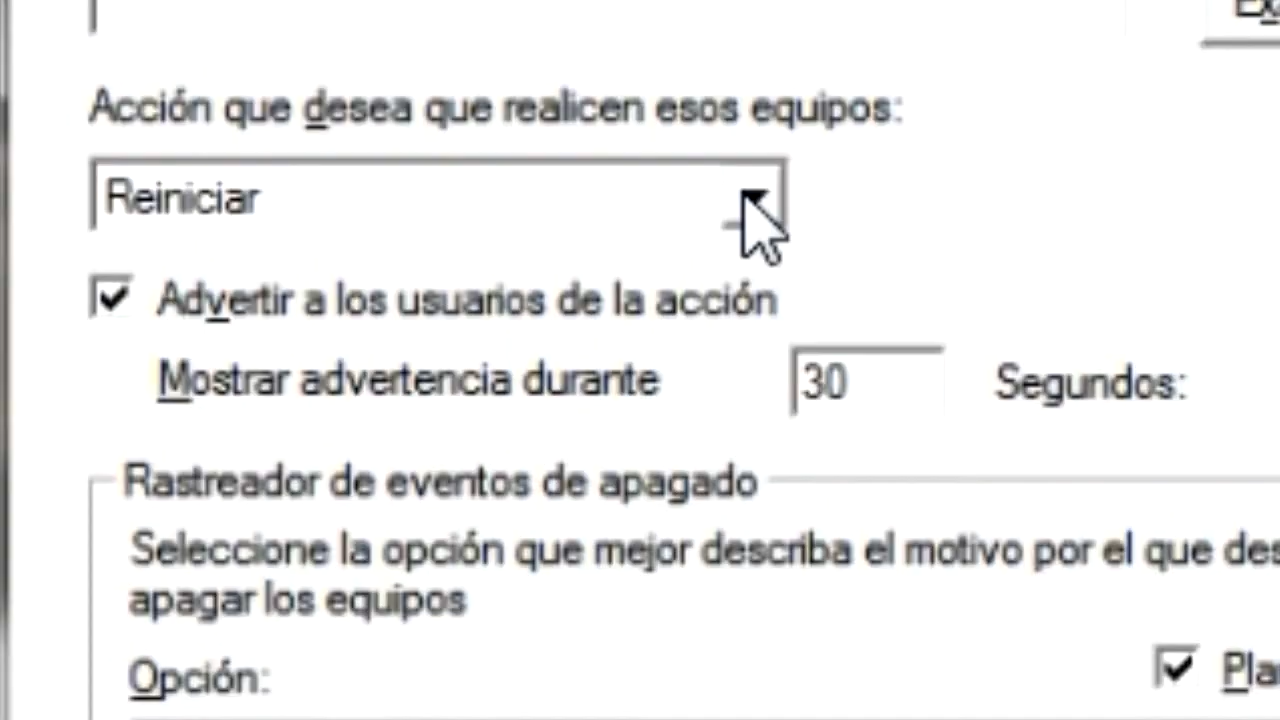 Acción que desea que realicen esos equipos:
Reiniciar
Advertir a los usuarios de la acción
Mostrar advertencia durante 30 Segundos:
Rastreador de eventos de apagado
Seleccione la opción que mejor describa el motivo por el que
apagar los equipos
Opción: